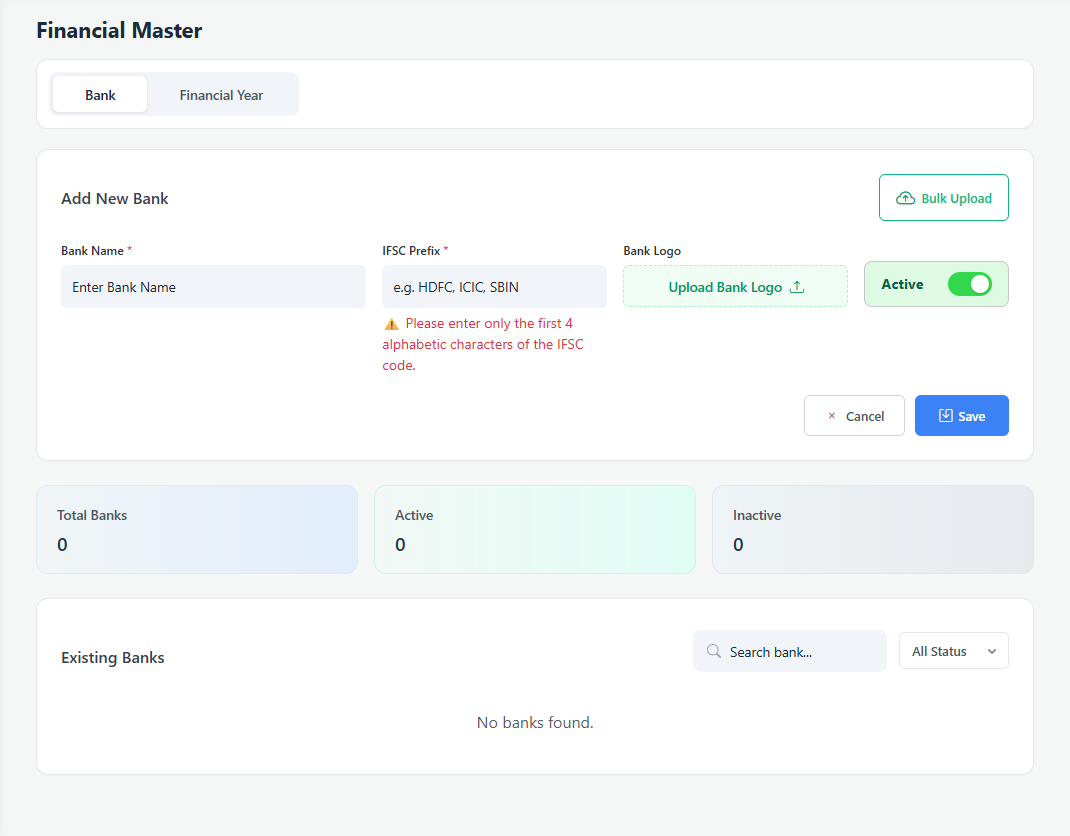 Financial Master
Bank
Financial Year
Add New Bank
Bulk Upload
Bank Name *
IFSC Prefix *
Bank Logo
Enter Bank Name
e.g. HDFC, ICIC, SBIN
Upload Bank Logo
Active
⚠️ Please enter only the first 4
alphabetic characters of the IFSC
code.
× Cancel
Save
Total Banks
0
Active
0
Inactive
0
Existing Banks
Search bank...
All Status
No banks found.